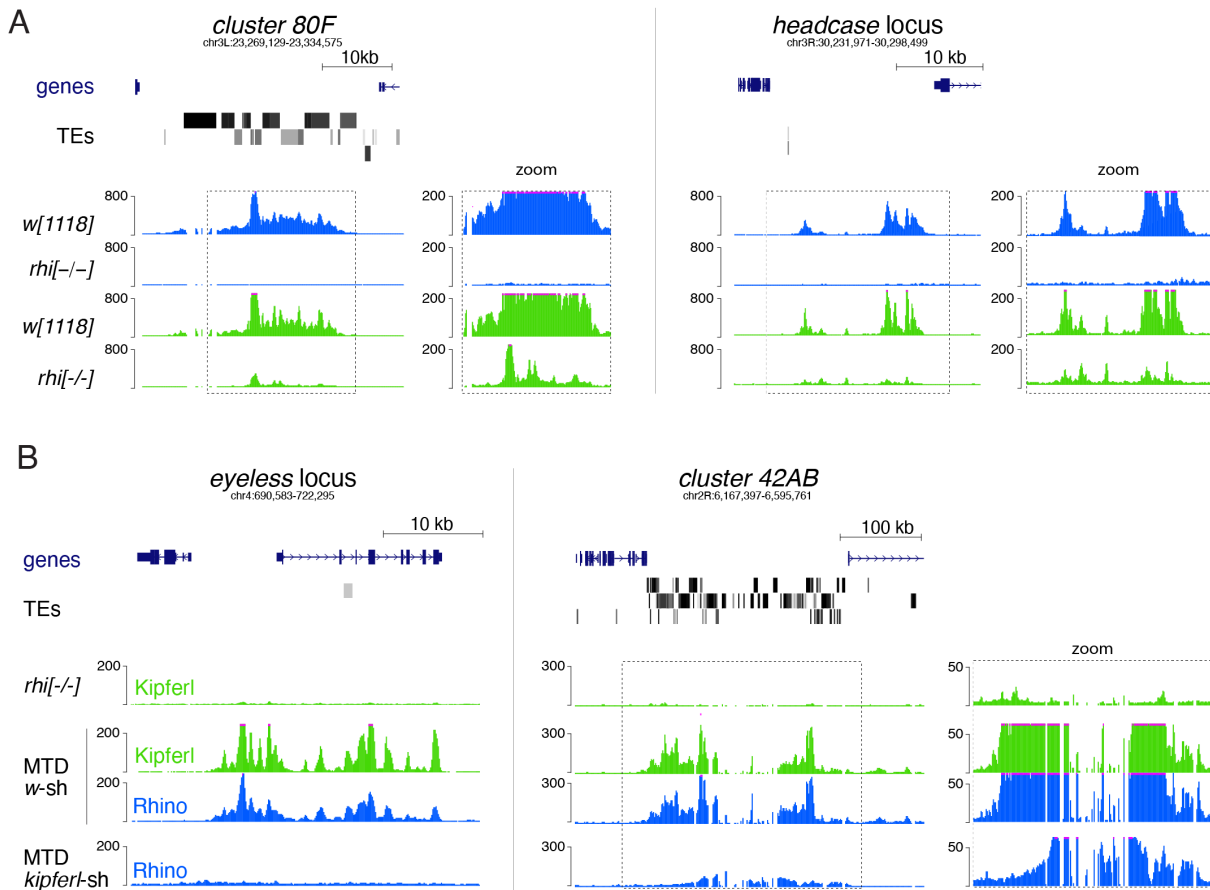 A
cluster 80F
chr3L:23,269,129-23,334,575
10kb
headcase locus
chr3R:30,231,971-30,298,499
10 kb
genes
TEs
zoom
zoom
w[1118]
800
200
800
200
rhi[–/–]
800
200
800
200
w[1118]
800
200
800
200
rhi[-/-]
800
200
800
200
B
eyeless locus
chr4:690,583-722,295
10 kb
cluster 42AB
chr2R:6,167,397-6,595,761
100 kb
genes
TEs
zoom
rhi[-/-]
200
Kipferl
300
50
MTD
w-sh
200
Kipferl
300
50
200
Rhino
300
50
MTD
kipferl-sh
200
Rhino
300
50